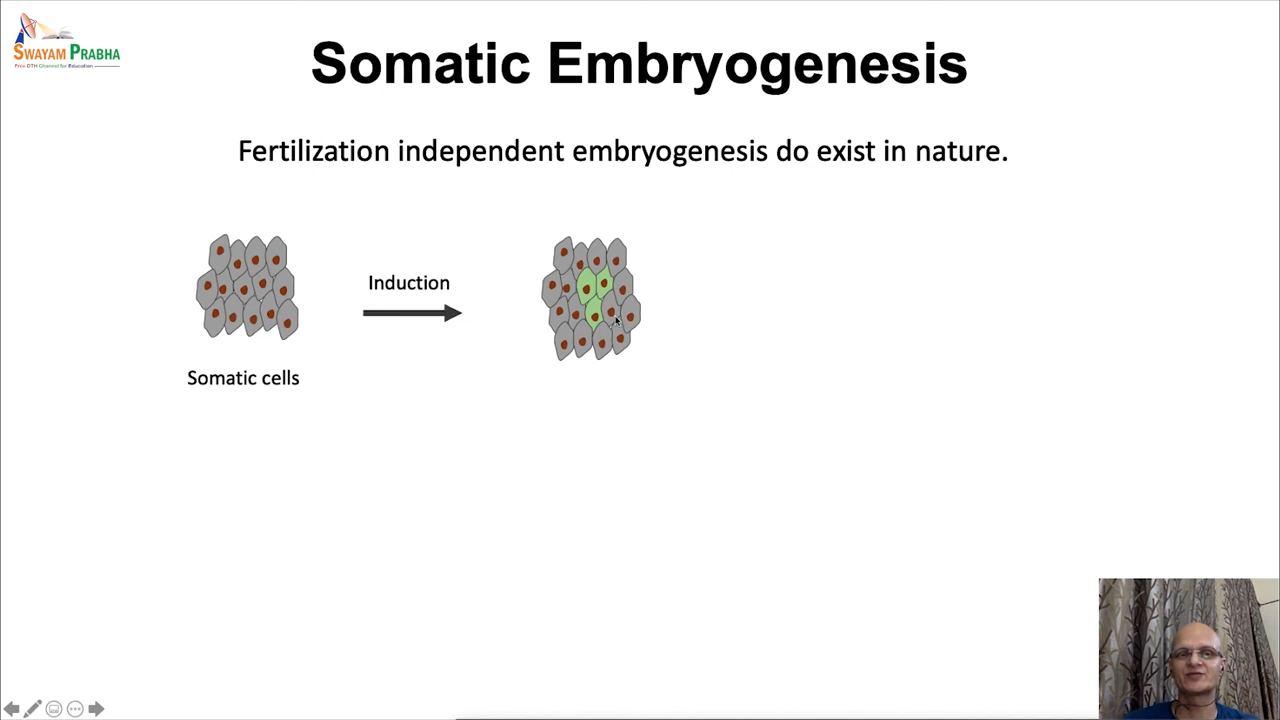 SWAYAM PRABHA
Free DTH Channel for Education
Somatic Embryogenesis
Fertilization independent embryogenesis do exist in nature.
Induction
Somatic cells